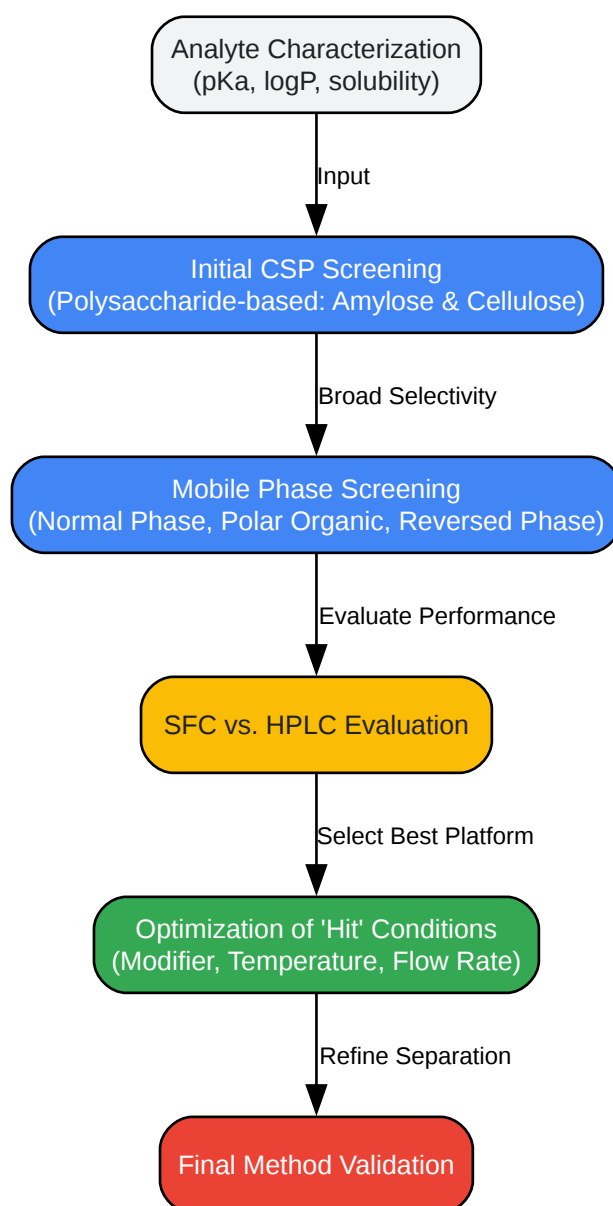 Analyte Characterization
(pKa, logP, solubility)
Input
Initial CSP Screening
(Polysaccharide-based: Amylose & Cellulose)
Broad Selectivity
Mobile Phase Screening
(Normal Phase, Polar Organic, Reversed Phase)
Evaluate Performance
SFC vs. HPLC Evaluation
Select Best Platform
Optimization of 'Hit' Conditions
(Modifier, Temperature, Flow Rate)
Refine Separation
Final Method Validation